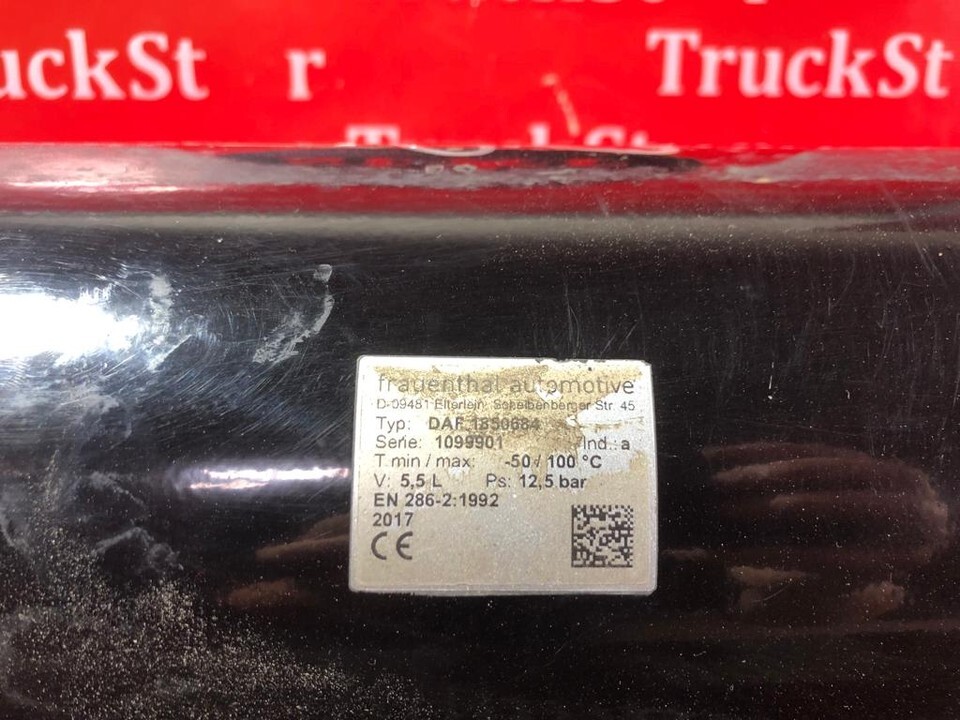 uckSt r TruckSt
frauenthal automotive
D-09481 Elterlein, Scheibenberger Str. 45
Typ: DAF 1850684
Serie: 1099901 Ind.: a
T min / max: -50 / 100 °C
V: 5,5 L Ps: 12,5 bar
EN 286-2:1992
2017
CE